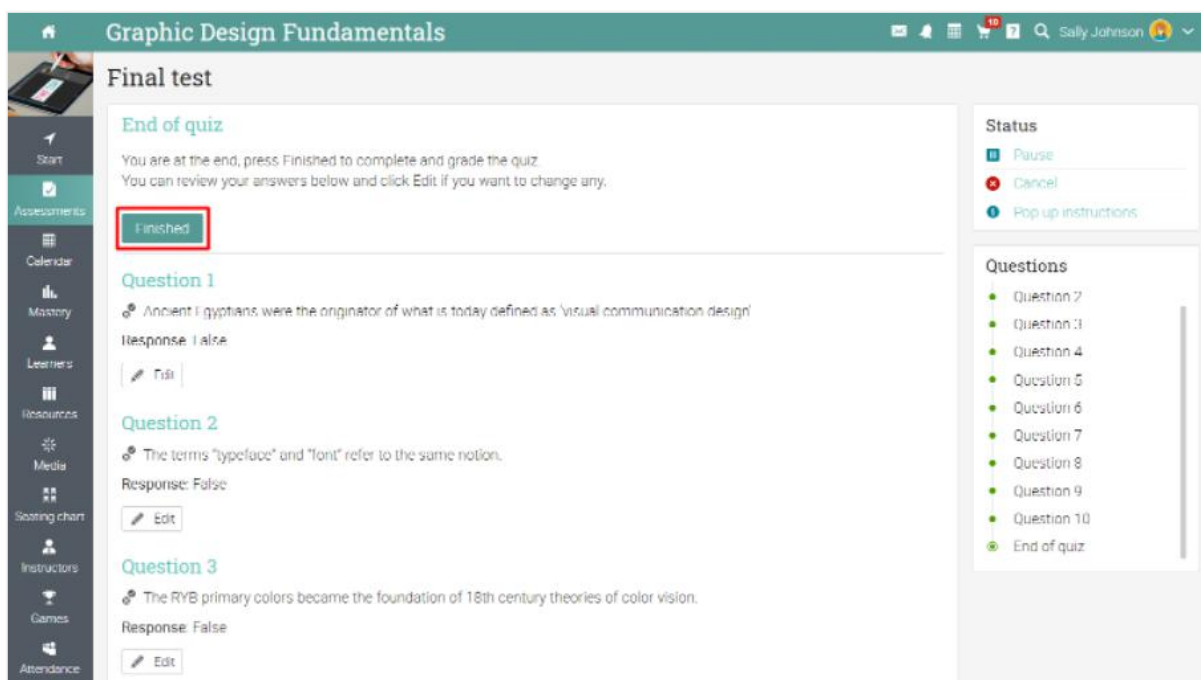 Graphic Design Fundamentals
10
Sally Johnson
Final test
End of quiz
You are at the end, press Finished to complete and grade the quiz.
You can review your answers below and click Edit if you want to change any.
Finished
Question 1
Ancient Egyptians were the originator of what is today defined as 'visual communication design'
Response: False
Edit
Question 2
The terms "typeface" and "font" refer to the same notion.
Response: False
Edit
Question 3
The RYB primary colors became the foundation of 18th century theories of color vision.
Response: False
Edit
Start
Assessments
Calendar
Mastery
Learners
Resources
Media
Seating chart
Instructors
Games
Attendance
Status
Pause
Cancel
Pop up instructions
Questions
Question 2
Question 3
Question 4
Question 5
Question 6
Question 7
Question 8
Question 9
Question 10
End of quiz